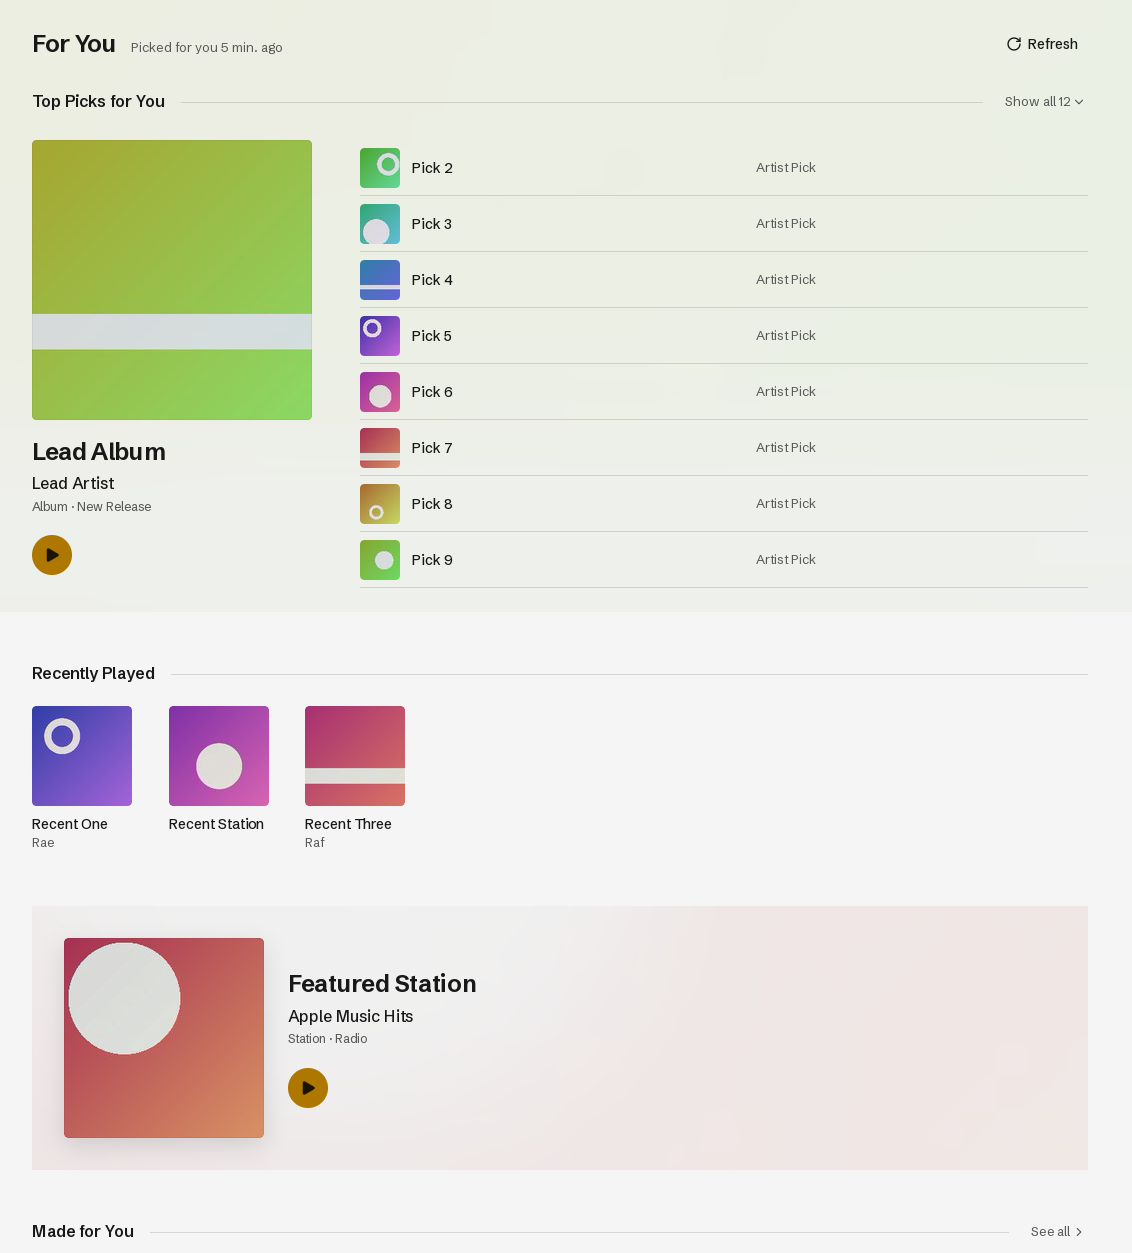 For You
Picked for you 5 min. ago
Refresh
Top Picks for You
Show all 12
Lead Album
Lead Artist
Album · New Release
Pick 2
Artist Pick
Pick 3
Artist Pick
Pick 4
Artist Pick
Pick 5
Artist Pick
Pick 6
Artist Pick
Pick 7
Artist Pick
Pick 8
Artist Pick
Pick 9
Artist Pick
Recently Played
Recent One
Rae
Recent Station
Recent Three
Raf
Featured Station
Apple Music Hits
Station · Radio
Made for You
See all